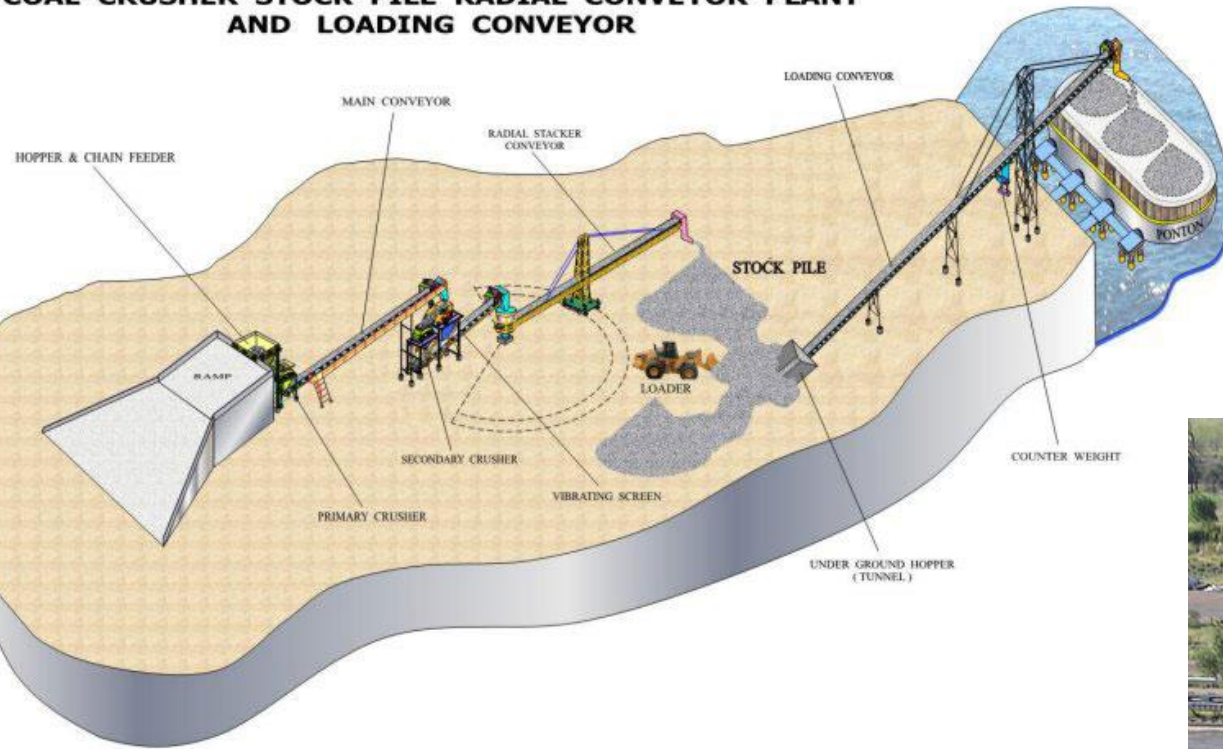 COAL CRUSHER STOCK PILE RADIAL CONVEYOR PLANT
AND LOADING CONVEYOR
LOADING CONVEYOR
MAIN CONVEYOR
RADIAL STACKER
CONVEYOR
HOPPER & CHAIN FEEDER
PONTON
STOCK PILE
RAMP
LOADER
SECONDARY CRUSHER
COUNTER WEIGHT
VIBRATING SCREEN
PRIMARY CRUSHER
UNDER GROUND HOPPER
( TUNNEL )